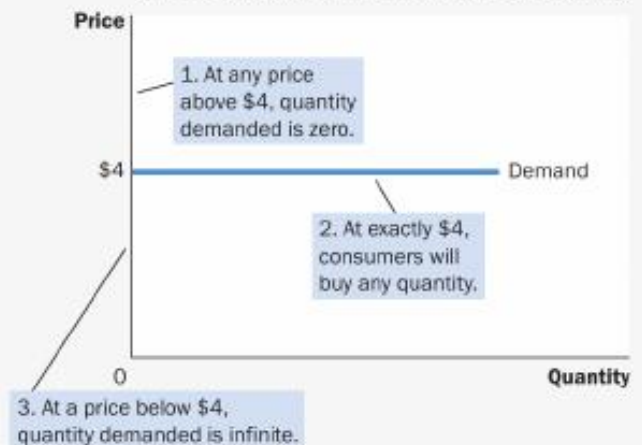 Price
1. At any price
above $4, quantity
demanded is zero.
$4
Demand
2. At exactly $4,
consumers will
buy any quantity.
0
Quantity
3. At a price below $4,
quantity demanded is infinite.